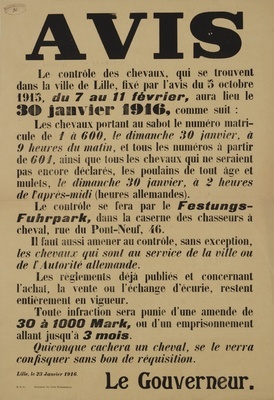 AVIS
Le contrôle des chevaux, qui se trouvent
dans la ville de Lille, fixé par l'avis du 5 octobre
1915, du 7 au 11 février, aura lieu le
30 janvier 1916, comme suit :
Les chevaux portant au sabot le numéro matri-
cule de 1 à 600, le dimanche 30 janvier, à
9 heures du matin, et tous les numéros à partir
de 601, ainsi que tous les chevaux qui ne seraient
pas encore déclarés, les poulains de tout âge et
mulets, le dimanche 30 janvier, à 2 heures
de l'après-midi (heures allemandes).
Le contrôle se fera par le Festungs-
Fuhrpark, dans la caserne des chasseurs à
cheval, rue du Pont-Neuf, 46.
Il faut aussi amener au contrôle, sans exception,
les chevaux qui sont au service de la ville ou
de l'Autorité allemande.
Les règlements déjà publiés et concernant
l'achat, la vente ou l'échange d'écurie, restent
entièrement en vigueur.
Toute infraction sera punie d'une amende de
30 à 1000 Mark, ou d'un emprisonnement
allant jusqu'à 3 mois.
Quiconque cachera un cheval, se le verra
confisquer sans bon de réquisition.
Lille, le 25 Janvier 1916.
Le Gouverneur.